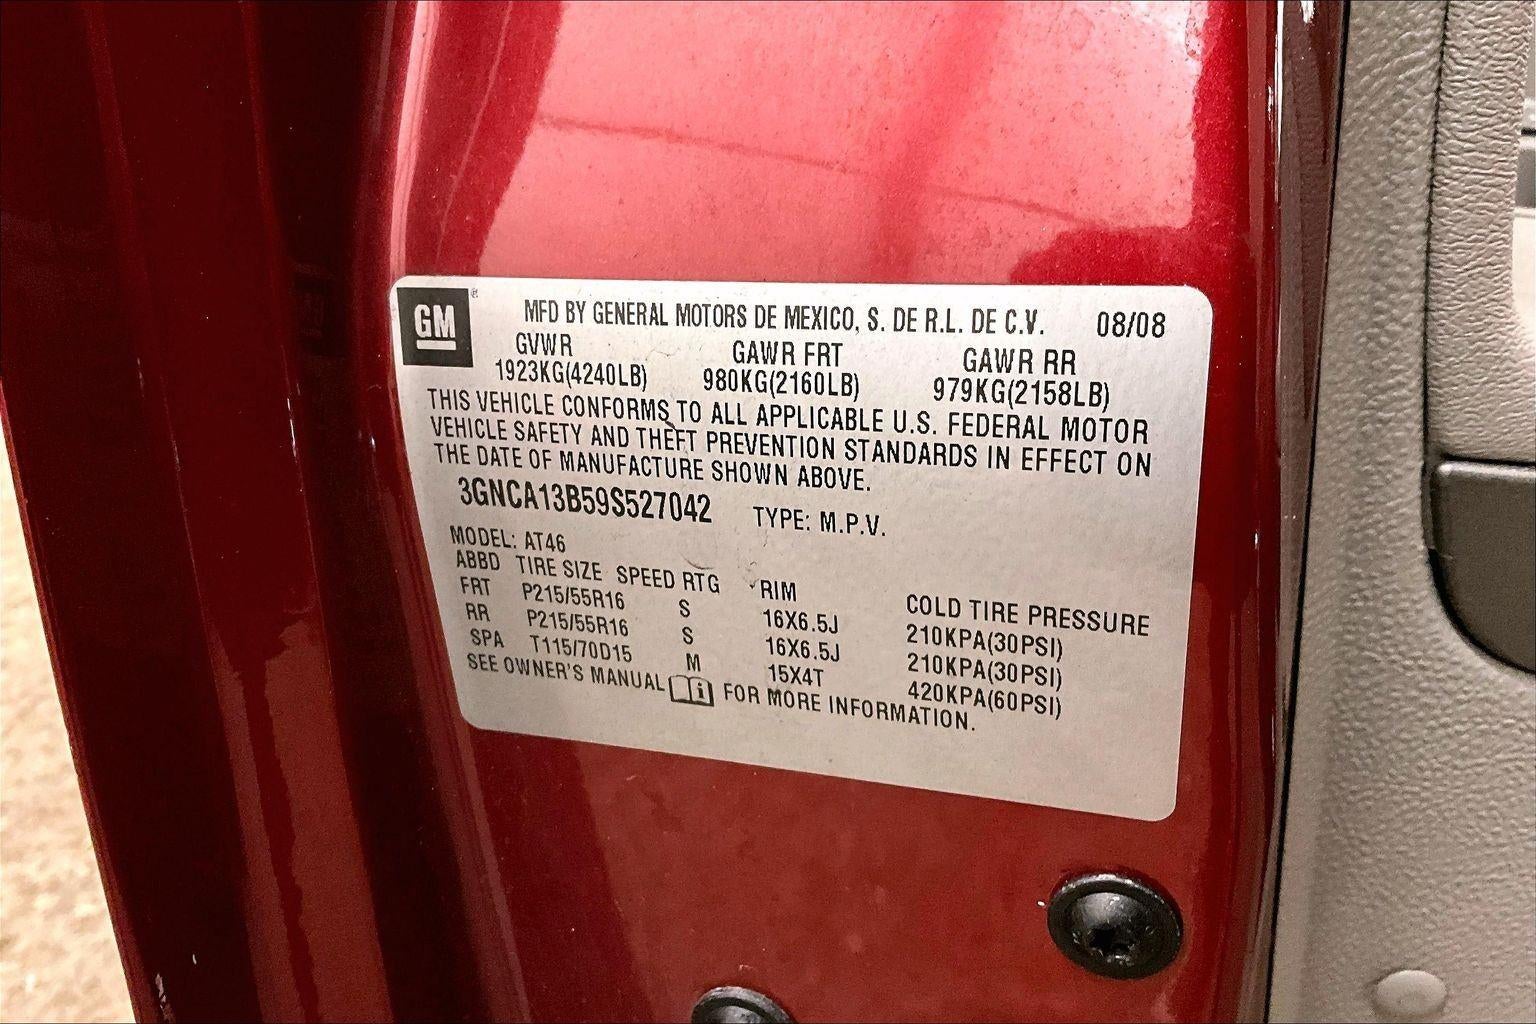 GM ® MFD BY GENERAL MOTORS DE MEXICO, S. DE R.L. DE C.V. 08/08
GVWR GAWR FRT GAWR RR
1923KG(4240LB) 980KG(2160LB) 979KG(2158LB)
THIS VEHICLE CONFORMS TO ALL APPLICABLE U.S. FEDERAL MOTOR
VEHICLE SAFETY AND THEFT PREVENTION STANDARDS IN EFFECT ON
THE DATE OF MANUFACTURE SHOWN ABOVE.
3GNCA13B59S527042 TYPE: M.P.V.
MODEL: AT46
ABBD TIRE SIZE SPEED RTG RIM COLD TIRE PRESSURE
FRT P215/55R16 S 16X6.5J 210KPA(30PSI)
RR P215/55R16 S 16X6.5J 210KPA(30PSI)
SPA T115/70D15 M 15X4T 420KPA(60PSI)
SEE OWNER'S MANUAL i FOR MORE INFORMATION.